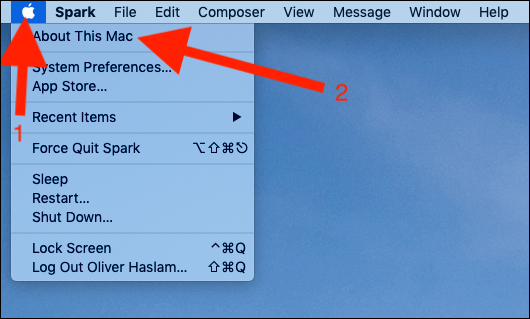 Spark File Edit Composer View Message Window Help
About This Mac
2
System Preferences...
App Store...
Recent Items
1
Force Quit Spark ⌥⇧⌘⎋
Sleep
Restart...
Shut Down...
Lock Screen ^⌘Q
Log Out Oliver Haslam... ⇧⌘Q